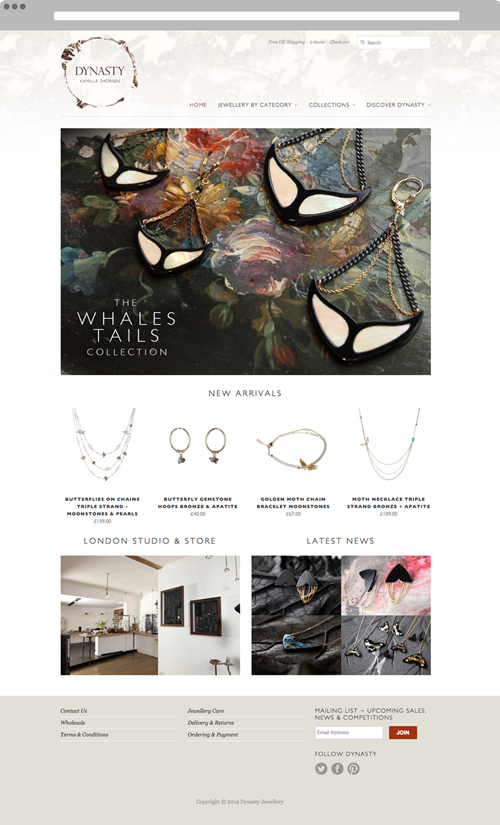 DYNASTY
KAMILLA THORSEN
Free UK Shipping · 0 items · Check out
Search
HOME
JEWELLERY BY CATEGORY
COLLECTIONS
DISCOVER DYNASTY
THE
WHALES
TAILS
COLLECTION
NEW ARRIVALS
BUTTERFLIES ON CHAINS
TRIPLE STRAND -
MOONSTONES & PEARLS
£159.00
BUTTERFLY GEMSTONE
HOOPS BRONZE & APATITE
£40.00
GOLDEN MOTH CHAIN
BRACELET MOONSTONES
£67.00
MOTH NECKLACE TRIPLE
STRAND BRONZE + APATITE
£109.00
LONDON STUDIO & STORE
LATEST NEWS
Contact Us
Wholesale
Terms & Conditions
Jewellery Care
Delivery & Returns
Ordering & Payment
MAILING LIST – UPCOMING SALES,
NEWS & COMPETITIONS
Email Address
JOIN
FOLLOW DYNASTY
Copyright © 2014 Dynasty Jewellery